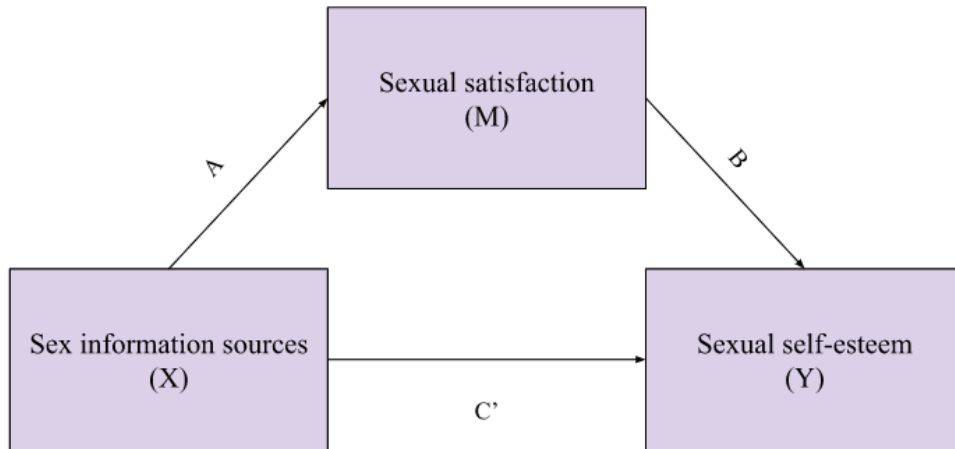 Sexual satisfaction
(M)
A
B
Sex information sources
(X)
Sexual self-esteem
(Y)
C’